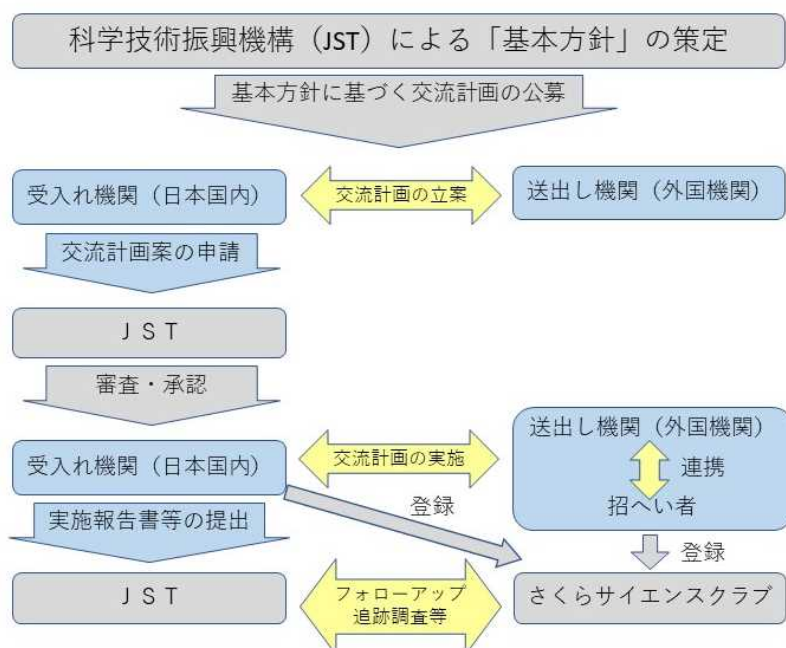 科学技術振興機構（JST）による「基本方針」の策定
基本方針に基づく交流計画の公募
受入れ機関（日本国内）
交流計画の立案
送出し機関（外国機関）
交流計画案の申請
ＪＳＴ
審査・承認
受入れ機関（日本国内）
交流計画の実施
送出し機関（外国機関）
連携
招へい者
実施報告書等の提出
登録
登録
ＪＳＴ
フォローアップ
追跡調査等
さくらサイエンスクラブ